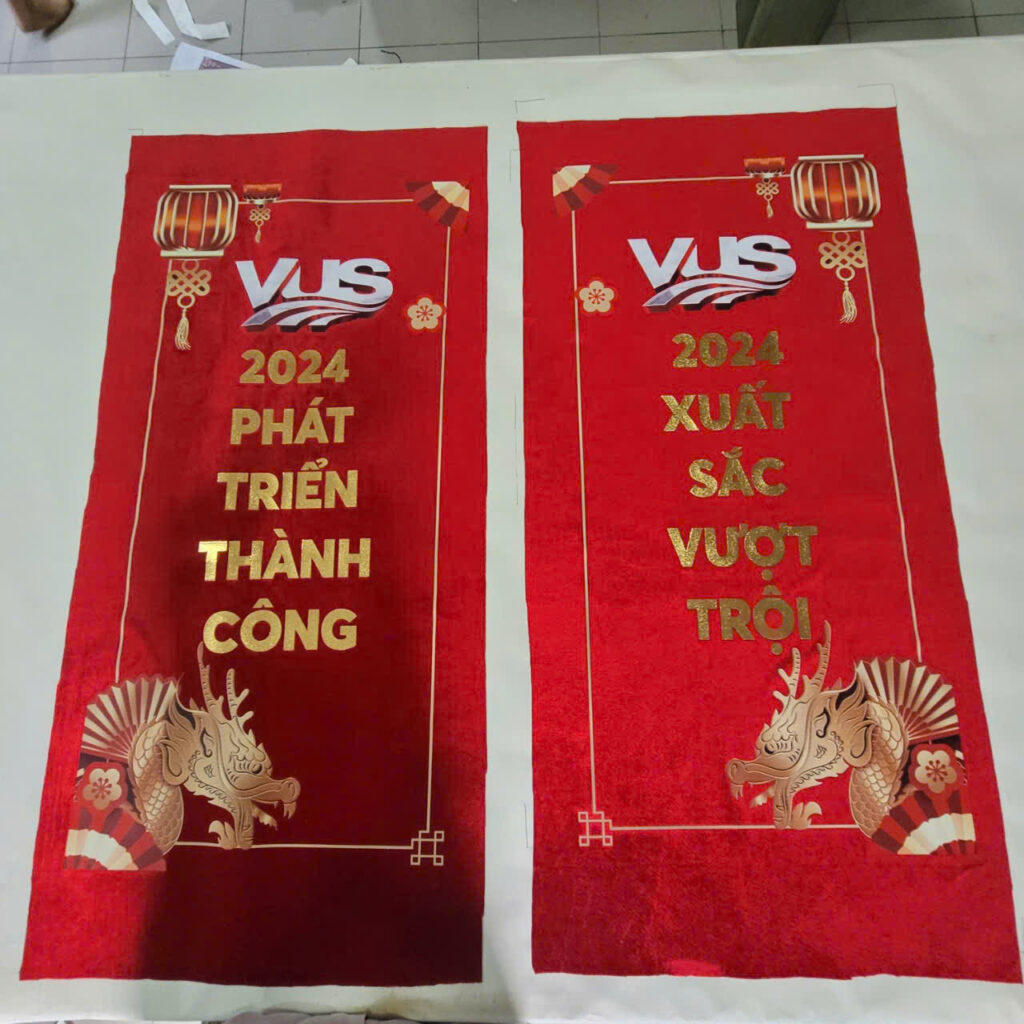 VUS
2024
PHÁT
TRIỂN
THÀNH
CÔNG
VUS
2024
XUẤT
SẮC
VƯỢT
TRỘI